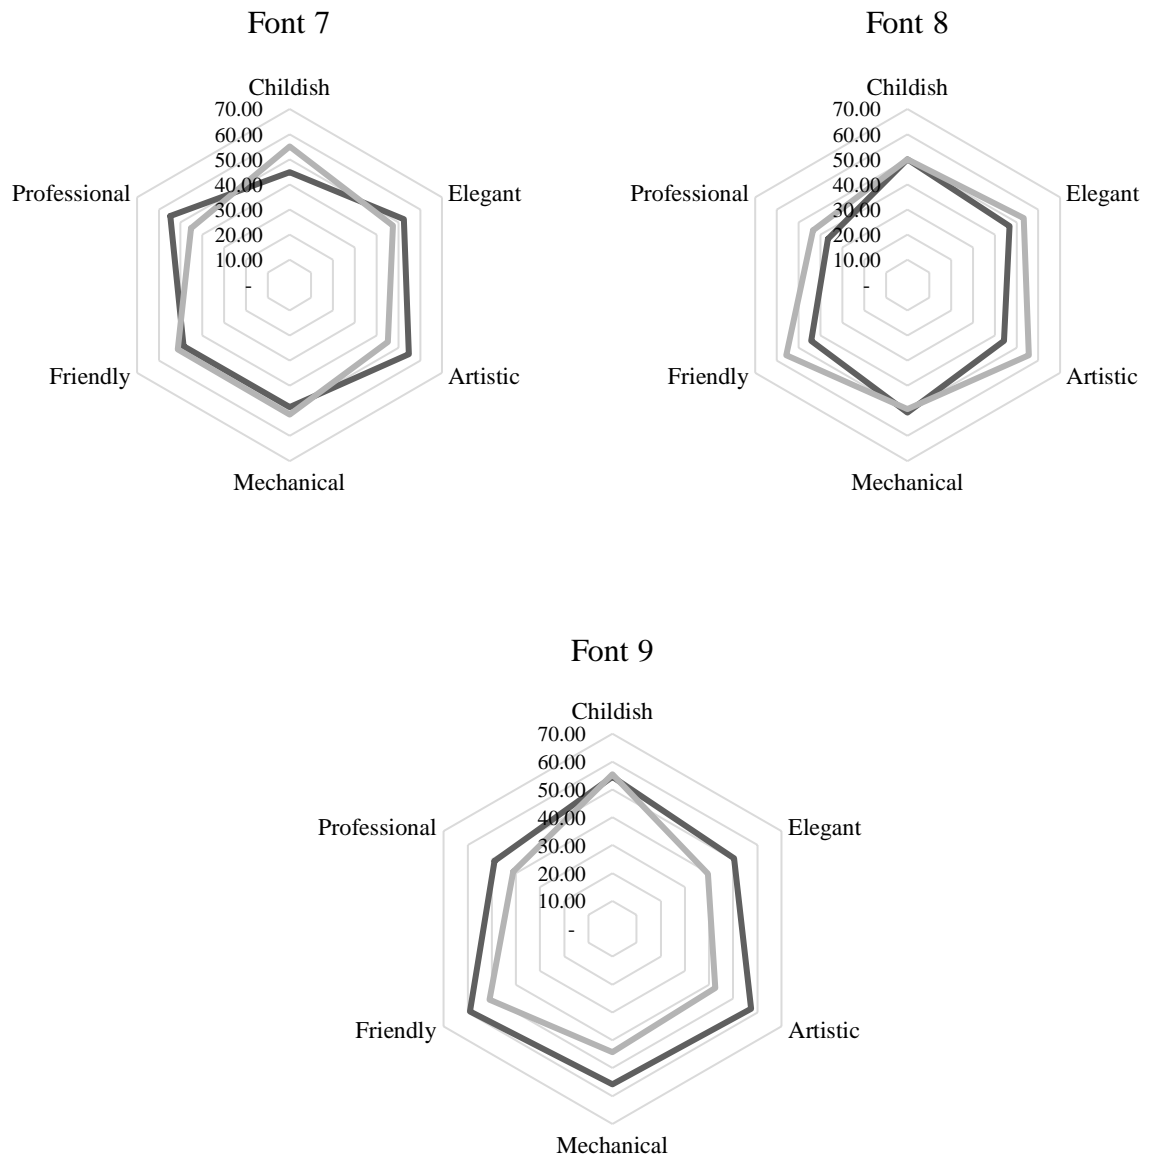 Font 7
Childish
70.00
60.00
50.00
40.00
30.00
20.00
10.00
-
Professional
Elegant
Friendly
Artistic
Mechanical
Font 8
Childish
70.00
60.00
50.00
40.00
30.00
20.00
10.00
-
Professional
Elegant
Friendly
Artistic
Mechanical
Font 9
Childish
70.00
60.00
50.00
40.00
30.00
20.00
10.00
-
Professional
Elegant
Friendly
Artistic
Mechanical